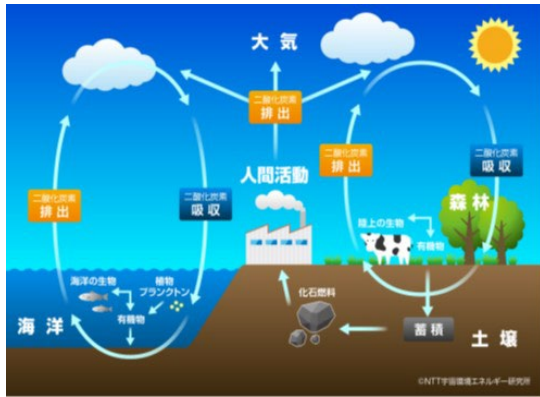 大気
二酸化炭素
排出
人間活動
二酸化炭素
排出
二酸化炭素
吸収
二酸化炭素
排出
二酸化炭素
吸収
森林
陸上の生物
有機物
海洋の生物
植物
プランクトン
有機物
海洋
化石燃料
蓄積
土壌
©NTT宇宙環境エネルギー研究所